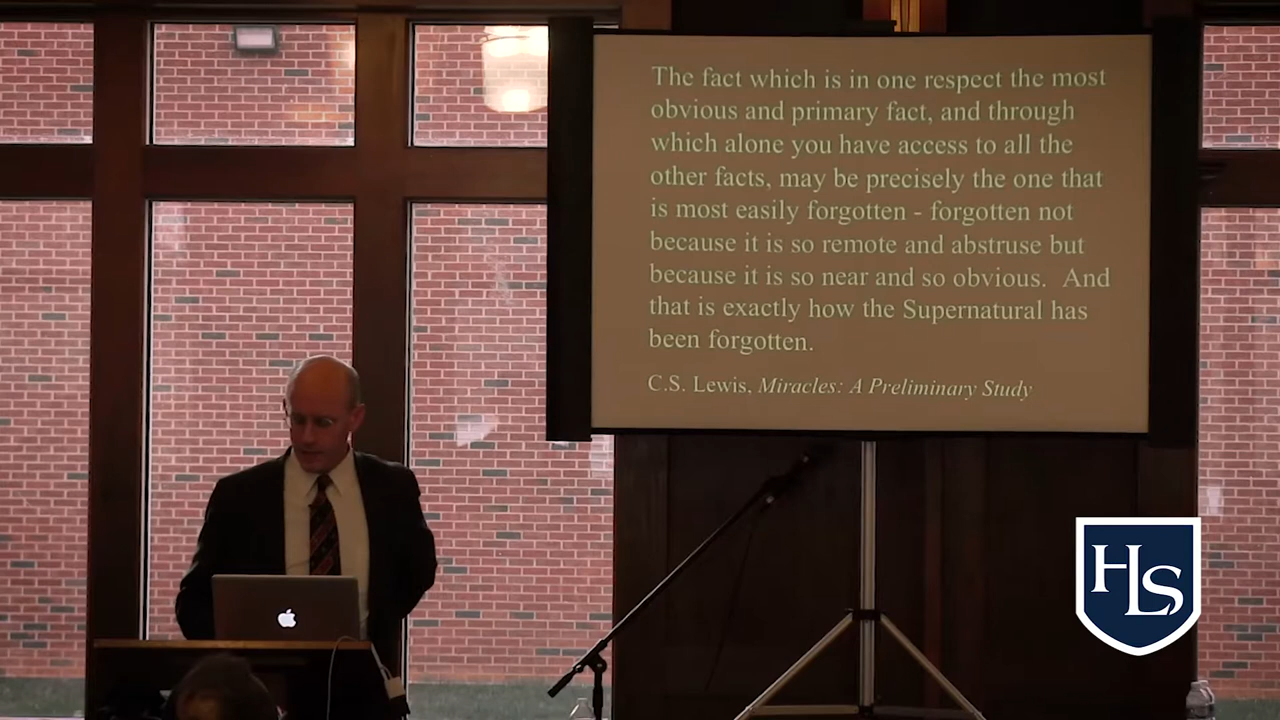 The fact which is in one respect the most
obvious and primary fact, and through
which alone you have access to all the
other facts, may be precisely the one that
is most easily forgotten - forgotten not
because it is so remote and abstruse but
because it is so near and so obvious.  And
that is exactly how the Supernatural has
been forgotten.
C.S. Lewis, Miracles: A Preliminary Study
HLS